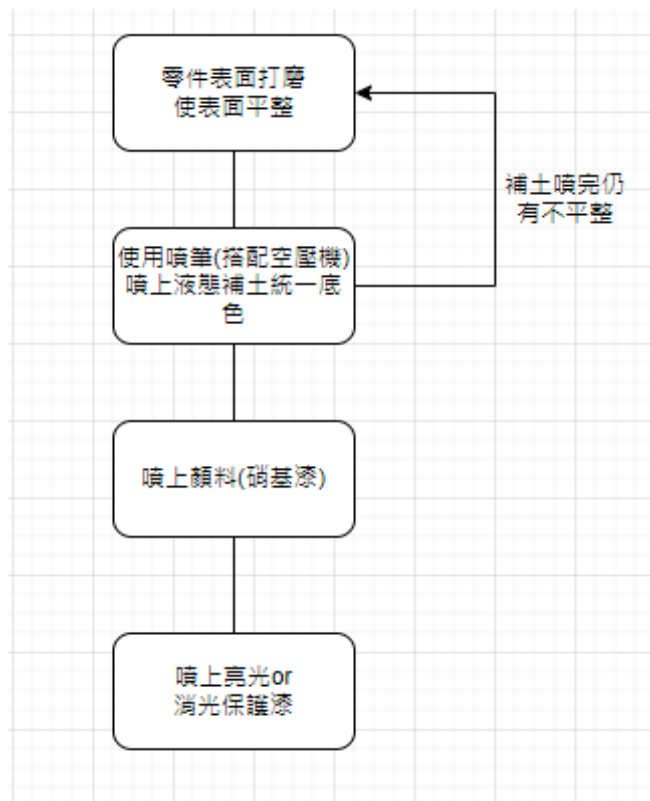 零件表面打磨
使表面平整
補土噴完仍
有不平整
使用噴筆(搭配空壓機)
噴上液態補土統一底
色
噴上顏料(硝基漆)
噴上亮光or
消光保護漆